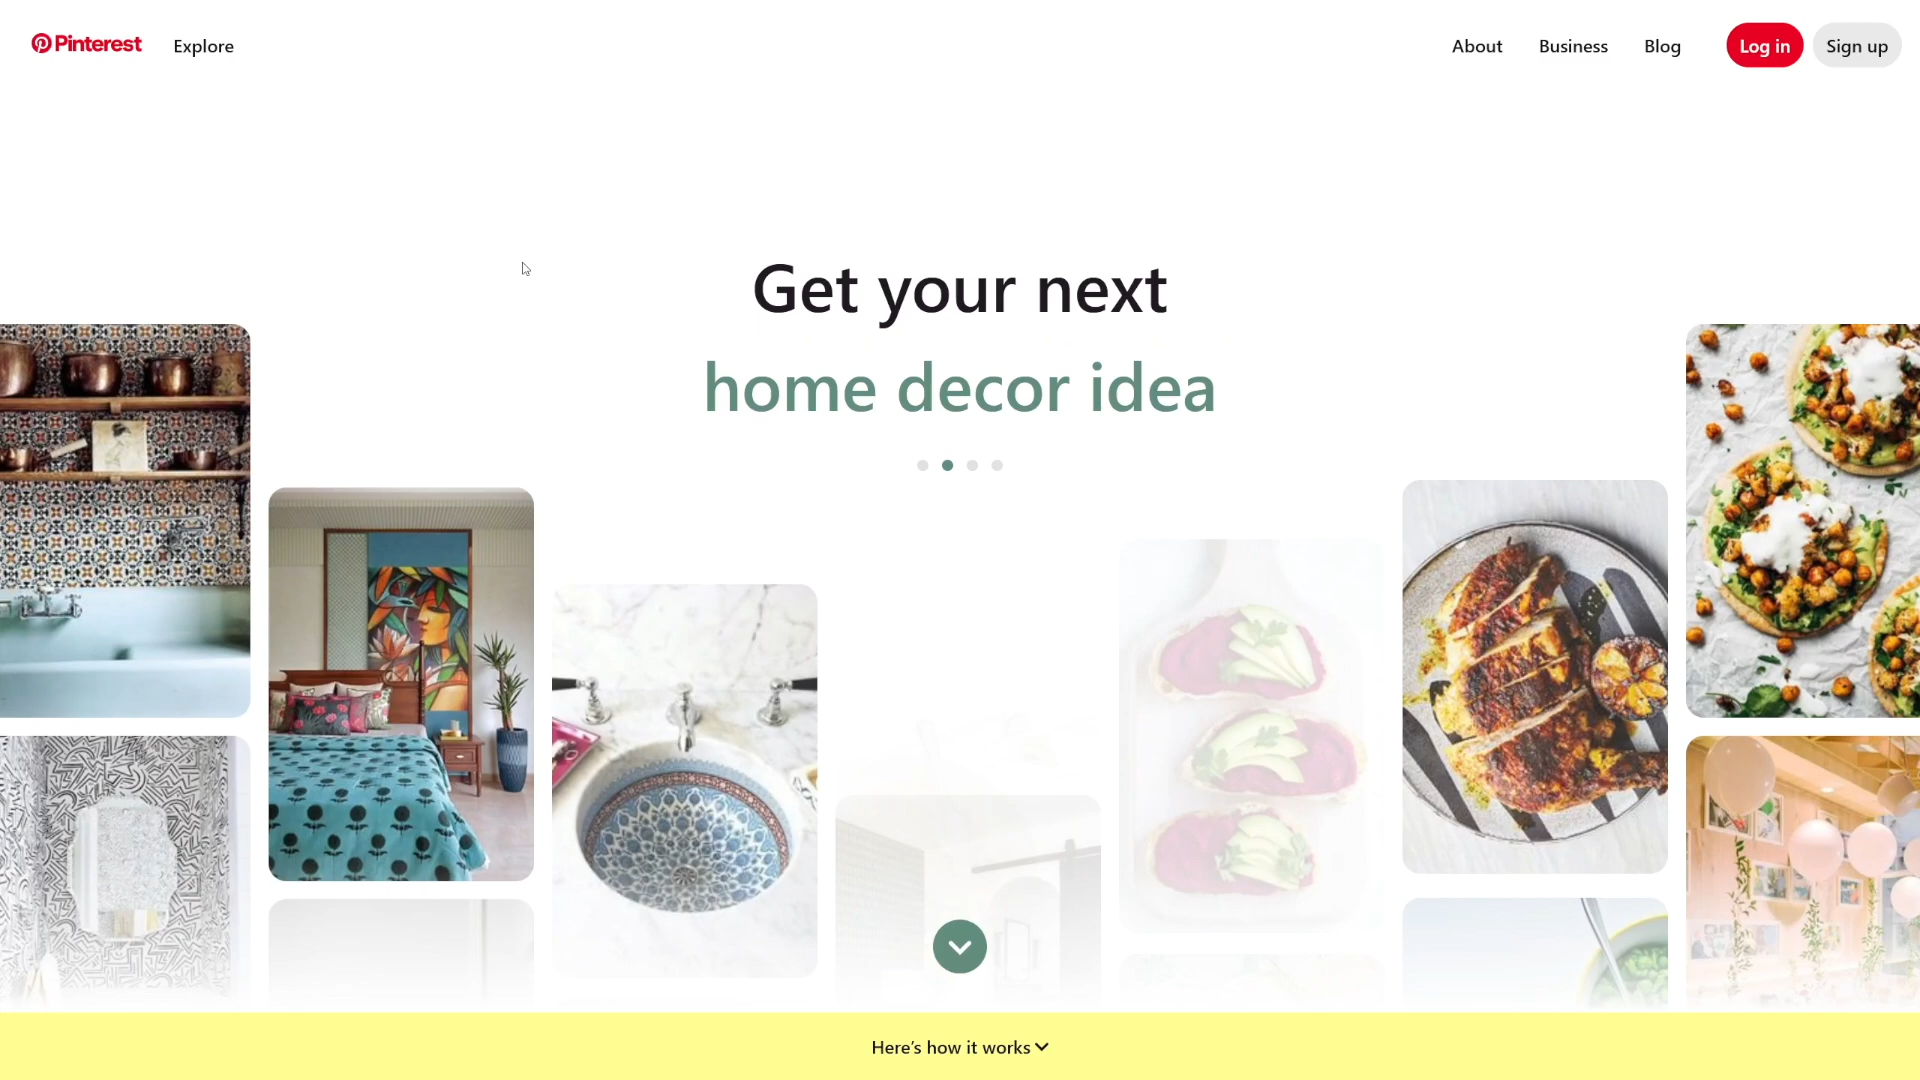 Pinterest
Explore
About
Business
Blog
Log in
Sign up
Get your next
home decor idea
Here's how it works